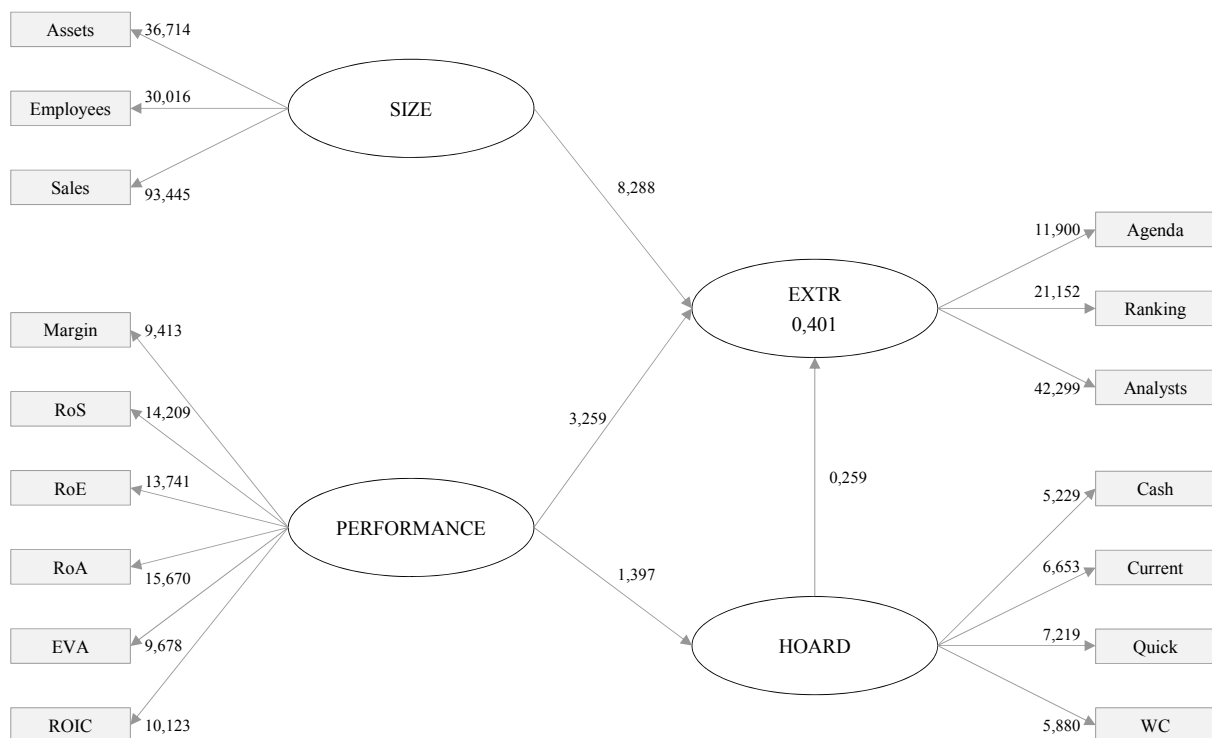 Assets
36,714
SIZE
Employees
30,016
Sales
93,445
8,288
Agenda
11,900
EXTR
0,401
Ranking
21,152
Analysts
42,299
Margin
9,413
RoS
14,209
3,259
RoE
13,741
0,259
Cash
5,229
PERFORMANCE
RoA
15,670
1,397
Current
6,653
EVA
9,678
HOARD
Quick
7,219
ROIC
10,123
WC
5,880